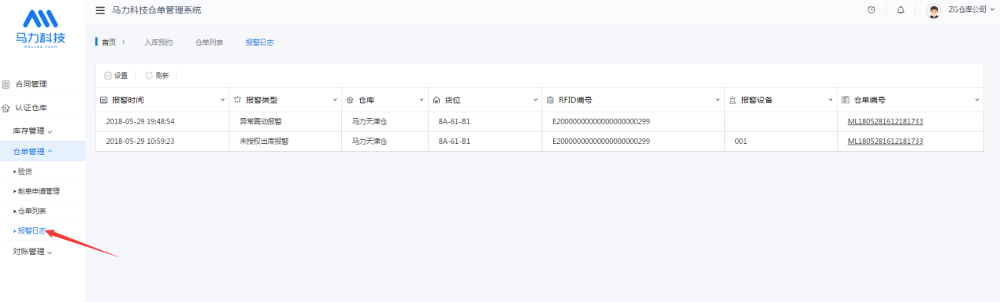 马力科技仓单管理系统
ZG仓库公司
马力科技
MALLEE TECH
首页 › 入库预约 仓单列表 报警日志
设置 刷新
合同管理
认证仓库
库存管理
仓单管理
验货
制单申请管理
仓单列表
报警日志
对账管理
报警时间 报警类型 仓库 货位 RFID编号 报警设备 仓单编号
2018-05-29 19:48:54 异常震动报警 马力天津仓 8A-61-B1 E20000000000000000000299 ML1805281612181733
2018-05-29 10:59:23 未授权出库报警 马力天津仓 8A-61-B1 E20000000000000000000299 001 ML1805281612181733